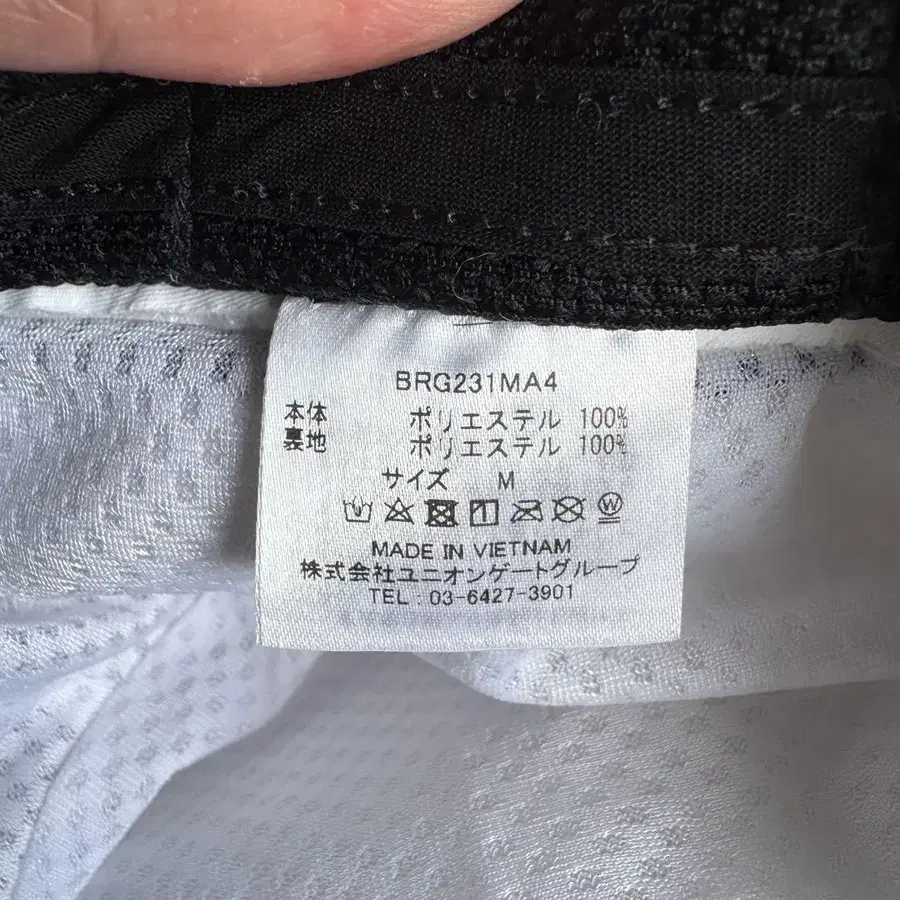 BRG231MA4
本体 ポリエステル 100%
裏地 ポリエステル 100%
サイズ M
W
MADE IN VIETNAM
株式会社ユニオンゲートグループ
TEL : 03-6427-3901